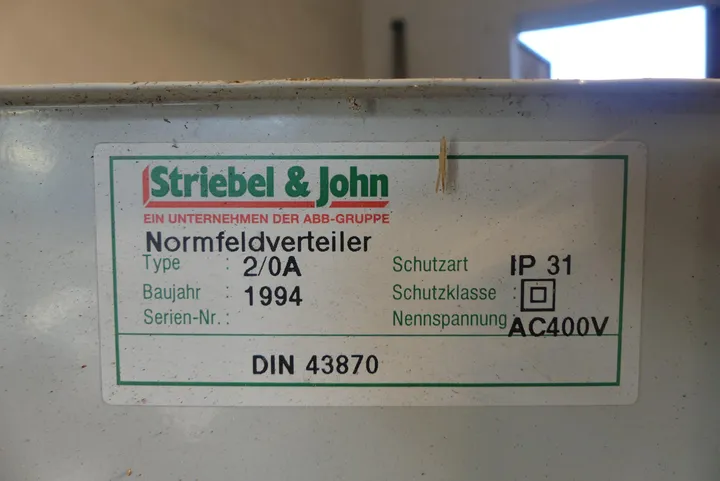 Striebel & John
EIN UNTERNEHMEN DER ABB-GRUPPE
Normfeldverteiler
Type : 2/0A Schutzart : IP 31
Baujahr : 1994 Schutzklasse :
Serien-Nr. : Nennspannung : AC400V
DIN 43870